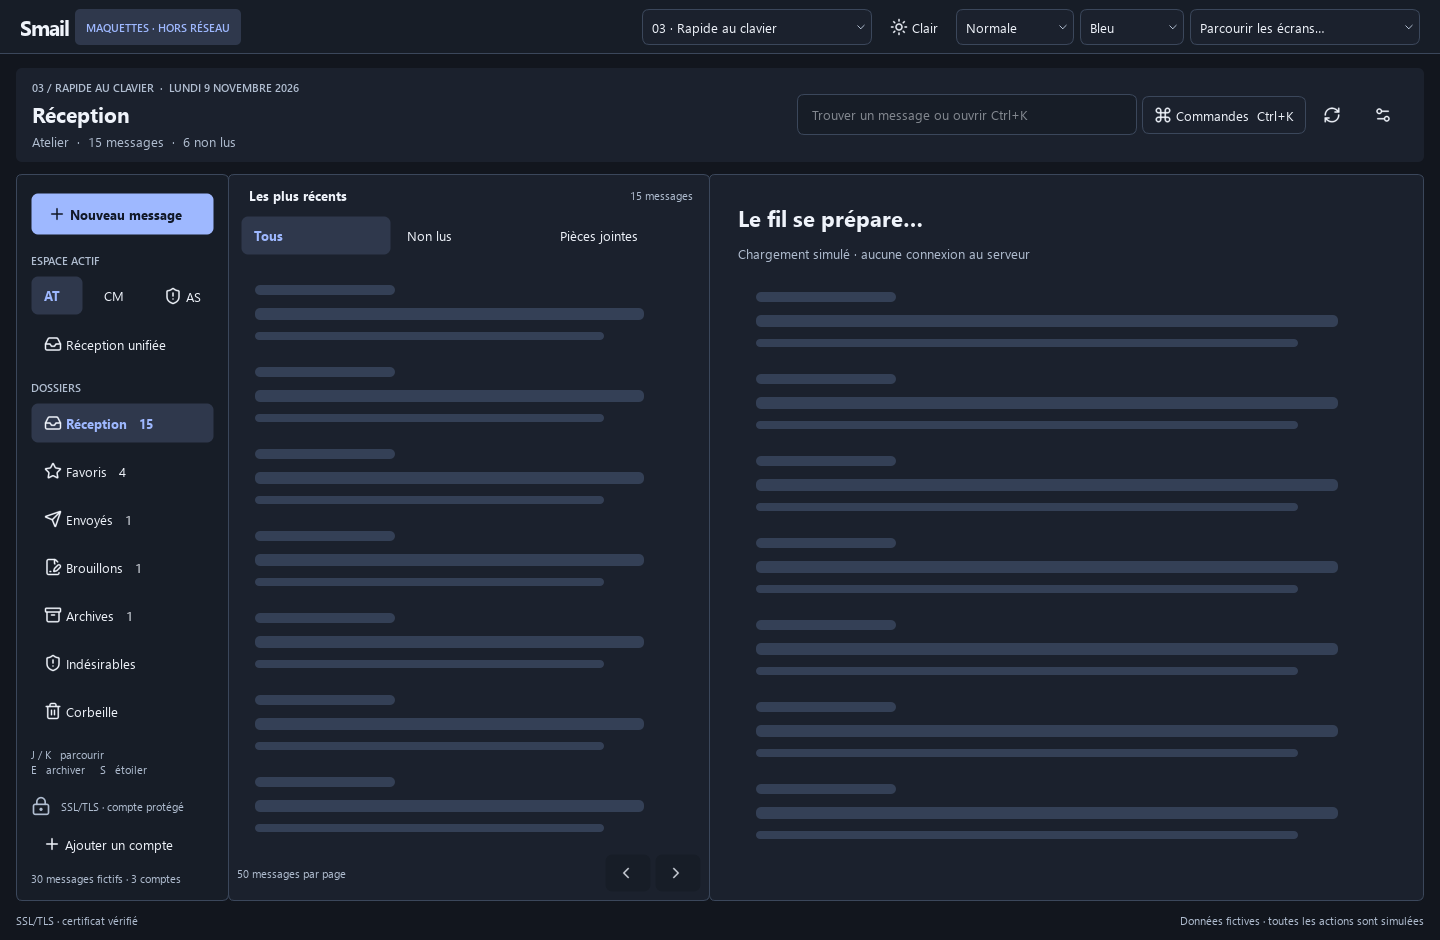 Smail
MAQUETTES · HORS RÉSEAU
03 · Rapide au clavier
Clair
Normale
Bleu
Parcourir les écrans...
03 / RAPIDE AU CLAVIER · LUNDI 9 NOVEMBRE 2026
Réception
Atelier · 15 messages · 6 non lus
Trouver un message ou ouvrir Ctrl+K
Commandes Ctrl+K
Nouveau message
ESPACE ACTIF
AT
CM
AS
Réception unifiée
DOSSIERS
Réception 15
Favoris 4
Envoyés 1
Brouillons 1
Archives 1
Indésirables
Corbeille
J / K parcourir
E archiver S étoiler
SSL/TLS · compte protégé
Ajouter un compte
30 messages fictifs · 3 comptes
Les plus récents
15 messages
Tous
Non lus
Pièces jointes
50 messages par page
Le fil se prépare…
Chargement simulé · aucune connexion au serveur
SSL/TLS · certificat vérifié
Données fictives · toutes les actions sont simulées